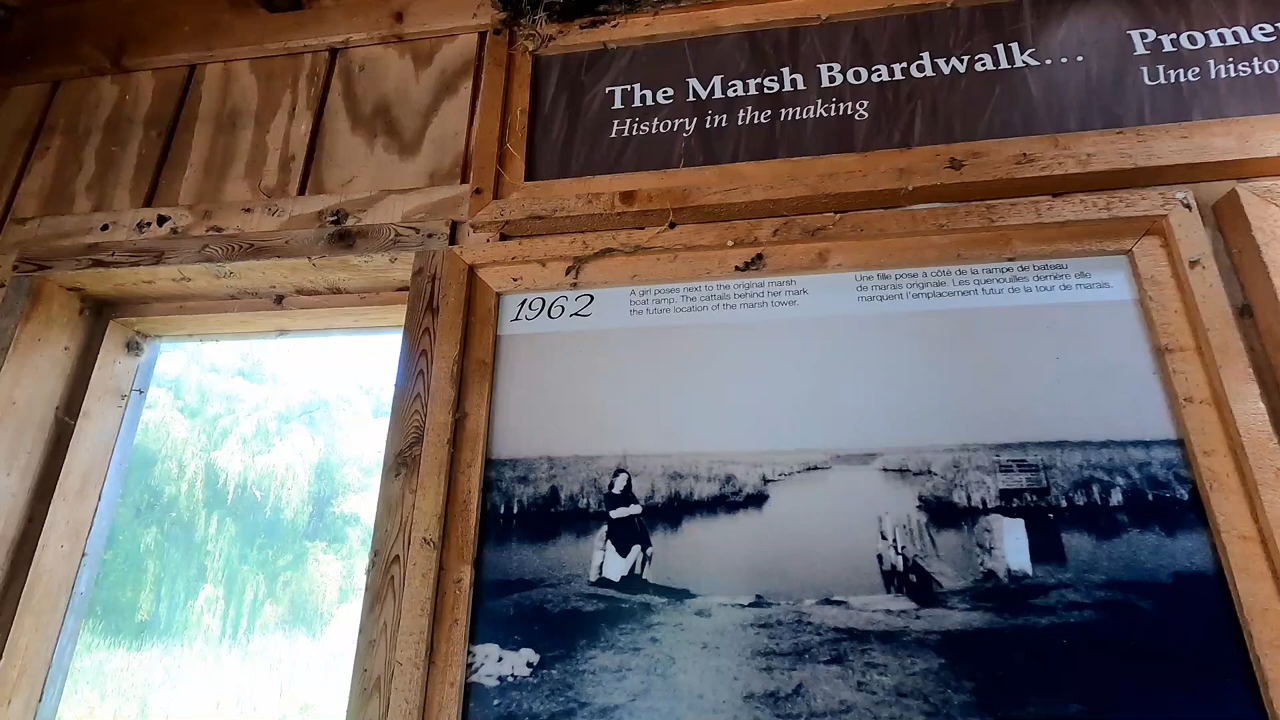 The Marsh Boardwalk...
History in the making
Prome
Une histo
1962
A girl poses next to the original marsh
boat ramp. The cattails behind her mark
the future location of the marsh tower.
Une fille pose à côté de la rampe de bateau
de marais originale. Les quenouilles derrière elle
marquent l'emplacement futur de la tour de marais.